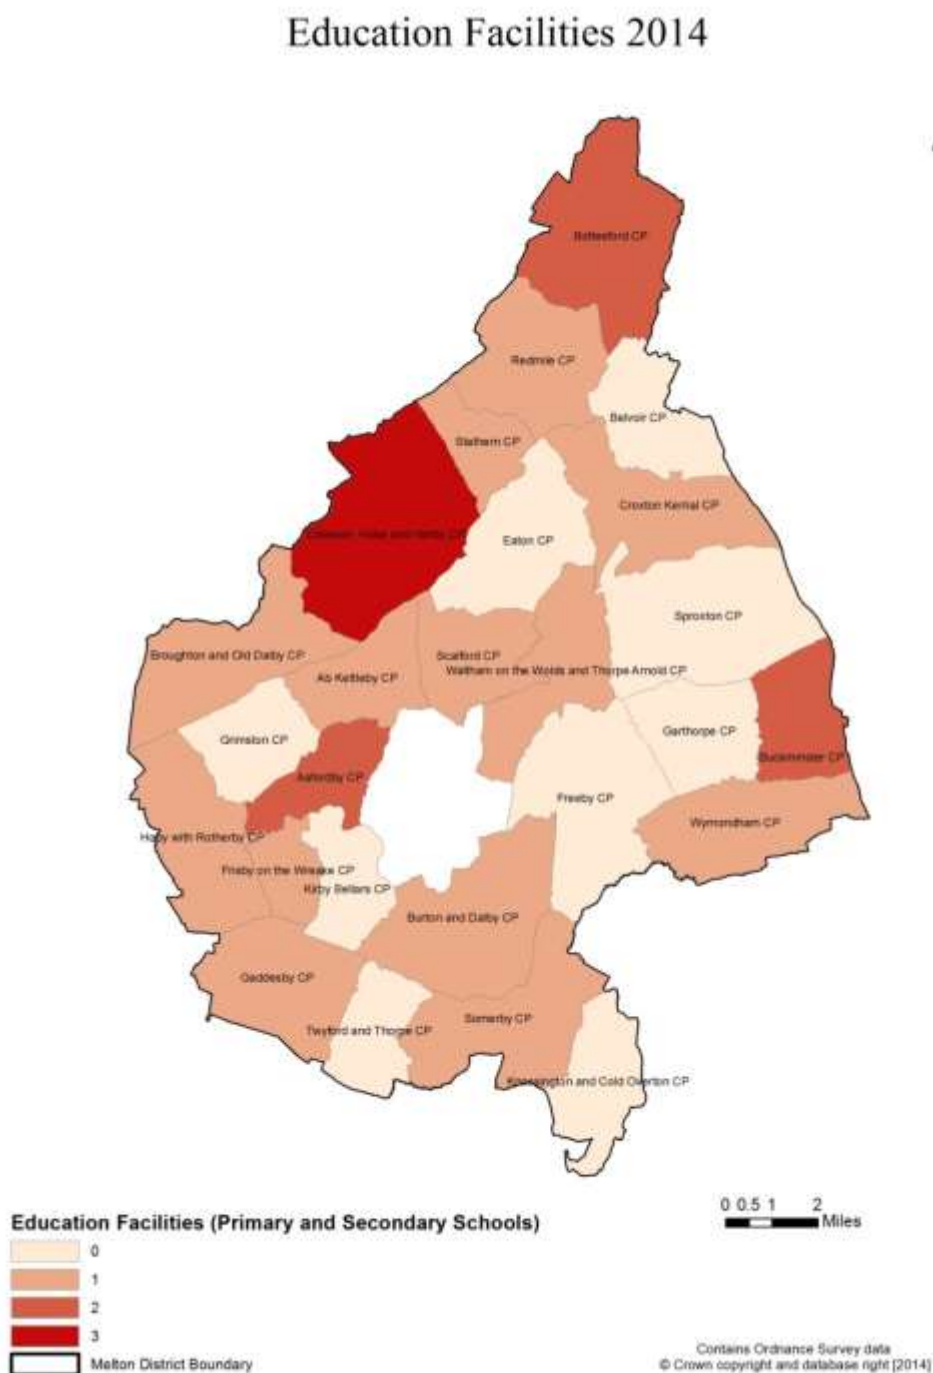 Education Facilities 2014
Bottesford CP
Redmile CP
Belvoir CP
Stathern CP
Croxton Kerrial CP
Eaton CP
Sproxton CP
Broughton and Old Dalby CP
Scalford CP
Waltham on the Wolds and Thorpe Arnold CP
Ab Kettleby CP
Garthorpe CP
Grimston CP
Buckminster CP
Asfordby CP
Freeby CP
Wymondham CP
Hoby with Rotherby CP
Frisby on the Wreake CP
Kirby Bellars CP
Burton and Dalby CP
Gaddesby CP
Somerby CP
Twyford and Thorpe CP
Knossington and Cold Overton CP
0 0.5 1 2
Miles
Education Facilities (Primary and Secondary Schools)
0
1
2
3
Melton District Boundary
Contains Ordnance Survey data
© Crown copyright and database right [2014]